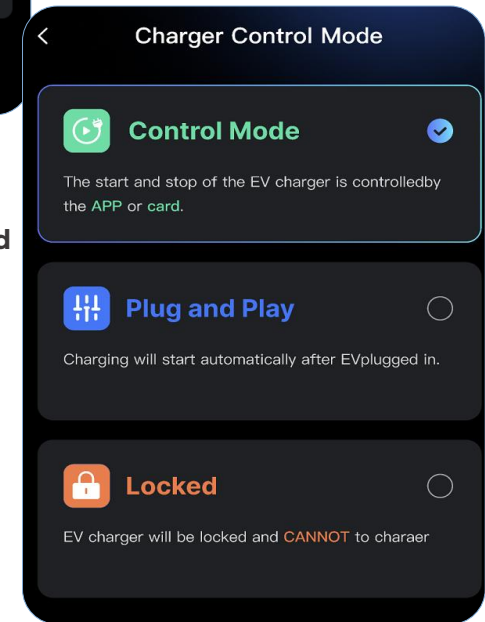 Charger Control Mode
Control Mode
The start and stop of the EV charger is controlledby
the APP or card.
d
Plug and Play
Charging will start automatically after EVplugged in.
Locked
EV charger will be locked and CANNOT to charaer